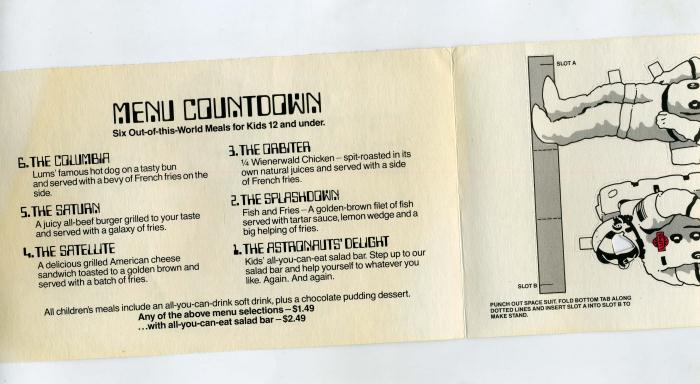 MENU COUNTDOWN
Six Out-of-this-World Meals for Kids 12 and under.
6. THE COLUMBIA
Lums' famous hot dog on a tasty bun
and served with a bevy of French fries on the
side.
5. THE SATURN
A juicy all-beef burger grilled to your taste
and served with a galaxy of fries.
4. THE SATELLITE
A delicious grilled American cheese
sandwich toasted to a golden brown and
served with a batch of fries.
3. THE ORBITER
¼ Wienerwald Chicken – spit-roasted in its
own natural juices and served with a side
of French fries.
2. THE SPLASHDOWN
Fish and Fries – A golden-brown filet of fish
served with tartar sauce, lemon wedge and a
big helping of fries.
1. THE ASTRONAUTS' DELIGHT
Kids' all-you-can-eat salad bar. Step up to our
salad bar and help yourself to whatever you
like. Again. And again.
All children's meals include an all-you-can-drink soft drink, plus a chocolate pudding dessert.
Any of the above menu selections – $1.49
...with all-you-can-eat salad bar – $2.49
SLOT A
SLOT B
PUNCH OUT SPACE SUIT. FOLD BOTTOM TAB ALONG
DOTTED LINES AND INSERT SLOT A INTO SLOT B TO
MAKE STAND.